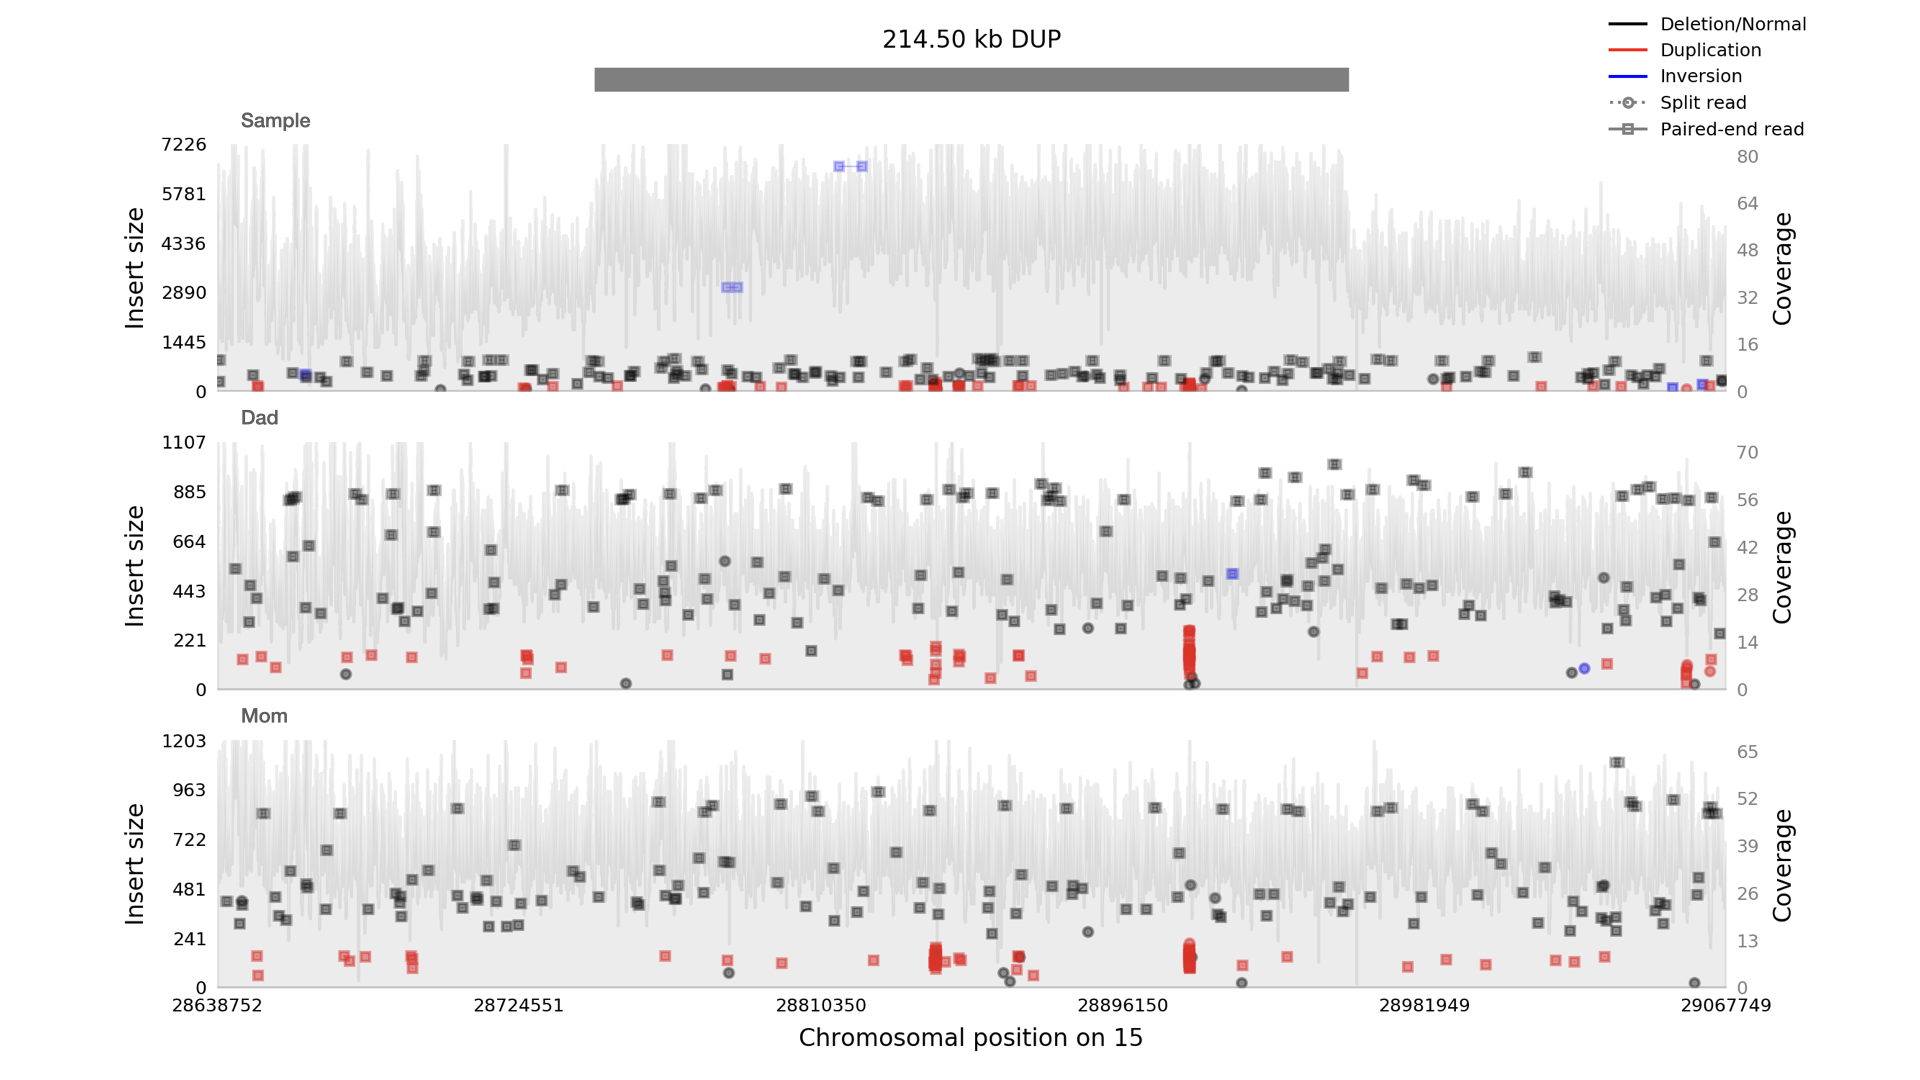 214.50 kb DUP
Deletion/Normal
Duplication
Inversion
Split read
Paired-end read
Sample
7226
5781
4336
2890
1445
0
Insert size
80
64
48
32
16
0
Coverage
Dad
1107
885
664
443
221
0
Insert size
70
56
42
28
14
0
Coverage
Mom
1203
963
722
481
241
0
Insert size
65
52
39
26
13
0
Coverage
28638752 28724551 28810350 28896150 28981949 29067749
Chromosomal position on 15